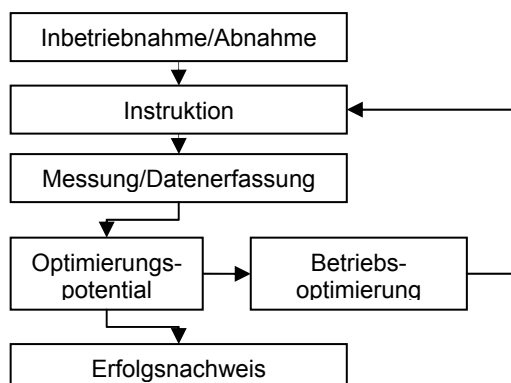 Inbetriebnahme/Abnahme
Instruktion
Messung/Datenerfassung
Optimierungs-
potential
Betriebs-
optimierung
Erfolgsnachweis